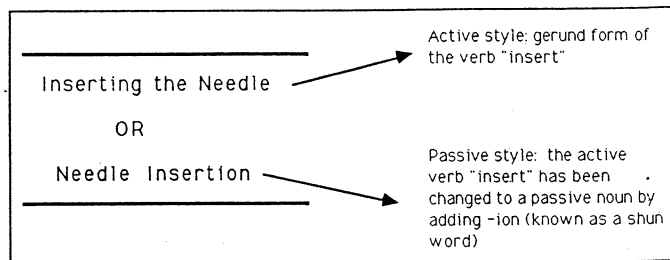 Active style: gerund form of
the verb "insert"
Inserting the Needle
OR
Needle Insertion
Passive style: the active
verb "insert" has been
changed to a passive noun by
adding -ion (known as a shun
word)